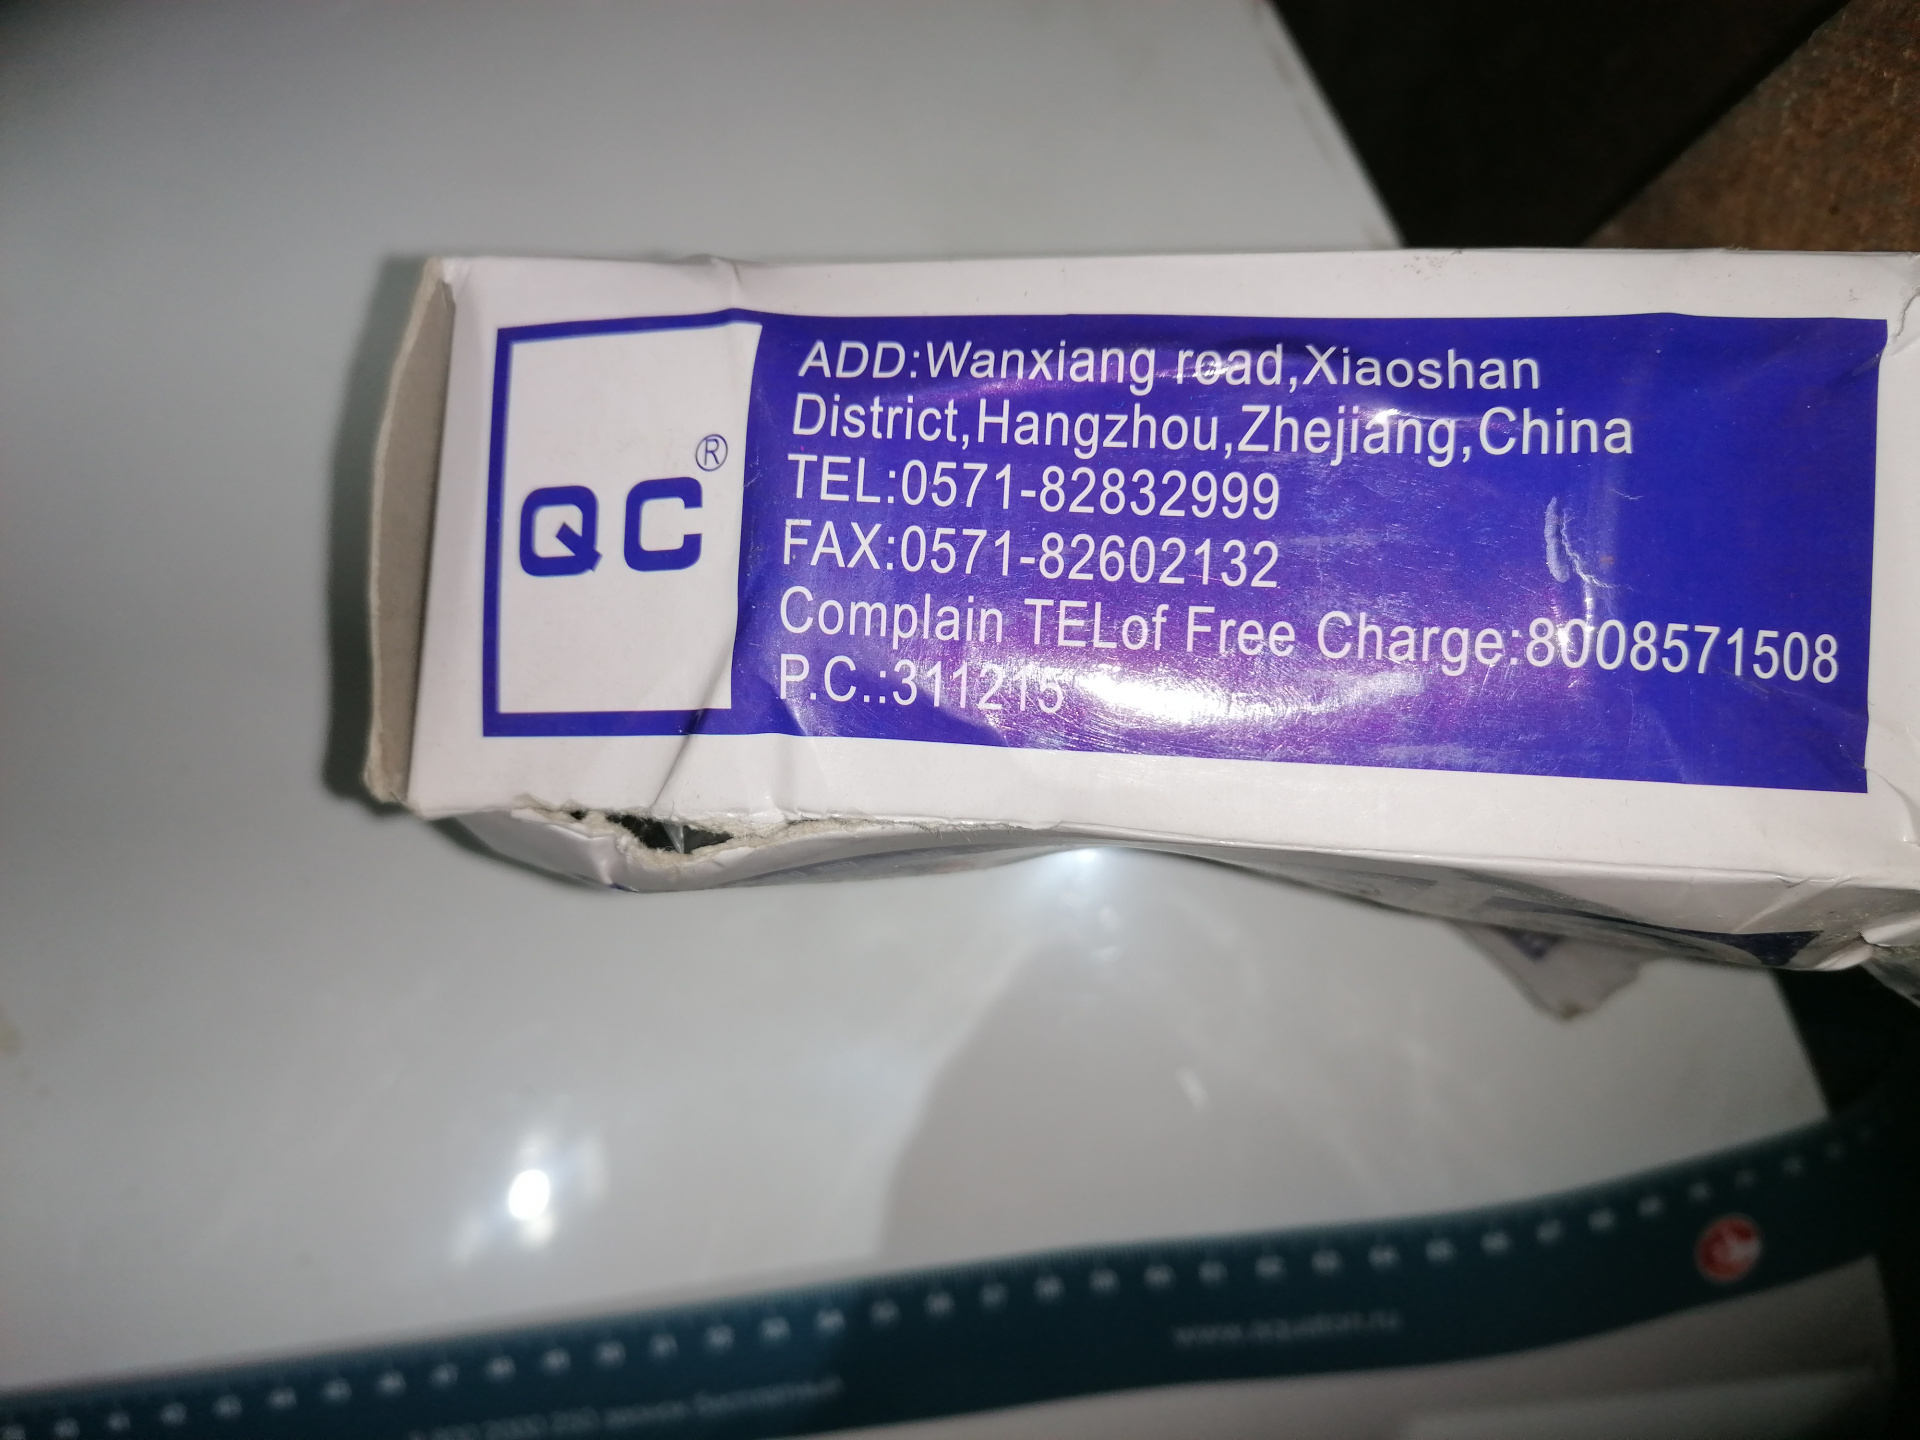 QC®
ADD:Wanxiang road,Xiaoshan
District,Hangzhou,Zhejiang,China
TEL:0571-82832999
FAX:0571-82602132
Complain TELof Free Charge:8008571508
P.C.:311215